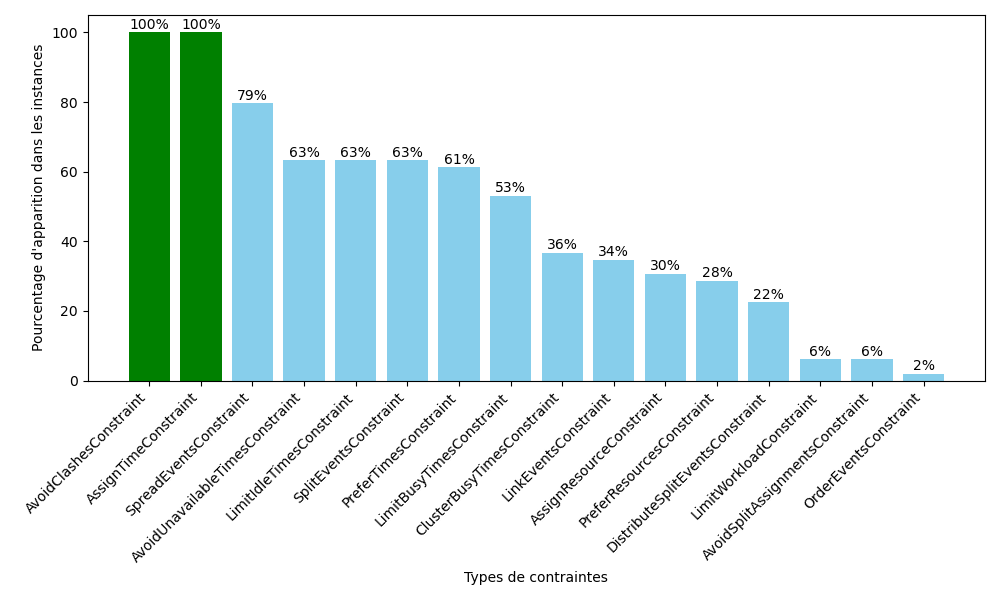 Pourcentage d'apparition dans les instances
100
80
60
40
20
0
100%
100%
79%
63%
63%
63%
61%
53%
36%
34%
30%
28%
22%
6%
6%
2%
AvoidClashesConstraint
AssignTimeConstraint
SpreadEventsConstraint
AvoidUnavailableTimesConstraint
LimitIdleTimesConstraint
SplitEventsConstraint
PreferTimesConstraint
LimitBusyTimesConstraint
ClusterBusyTimesConstraint
LinkEventsConstraint
AssignResourceConstraint
PreferResourcesConstraint
DistributeSplitEventsConstraint
LimitWorkloadConstraint
AvoidSplitAssignmentsConstraint
OrderEventsConstraint
Types de contraintes